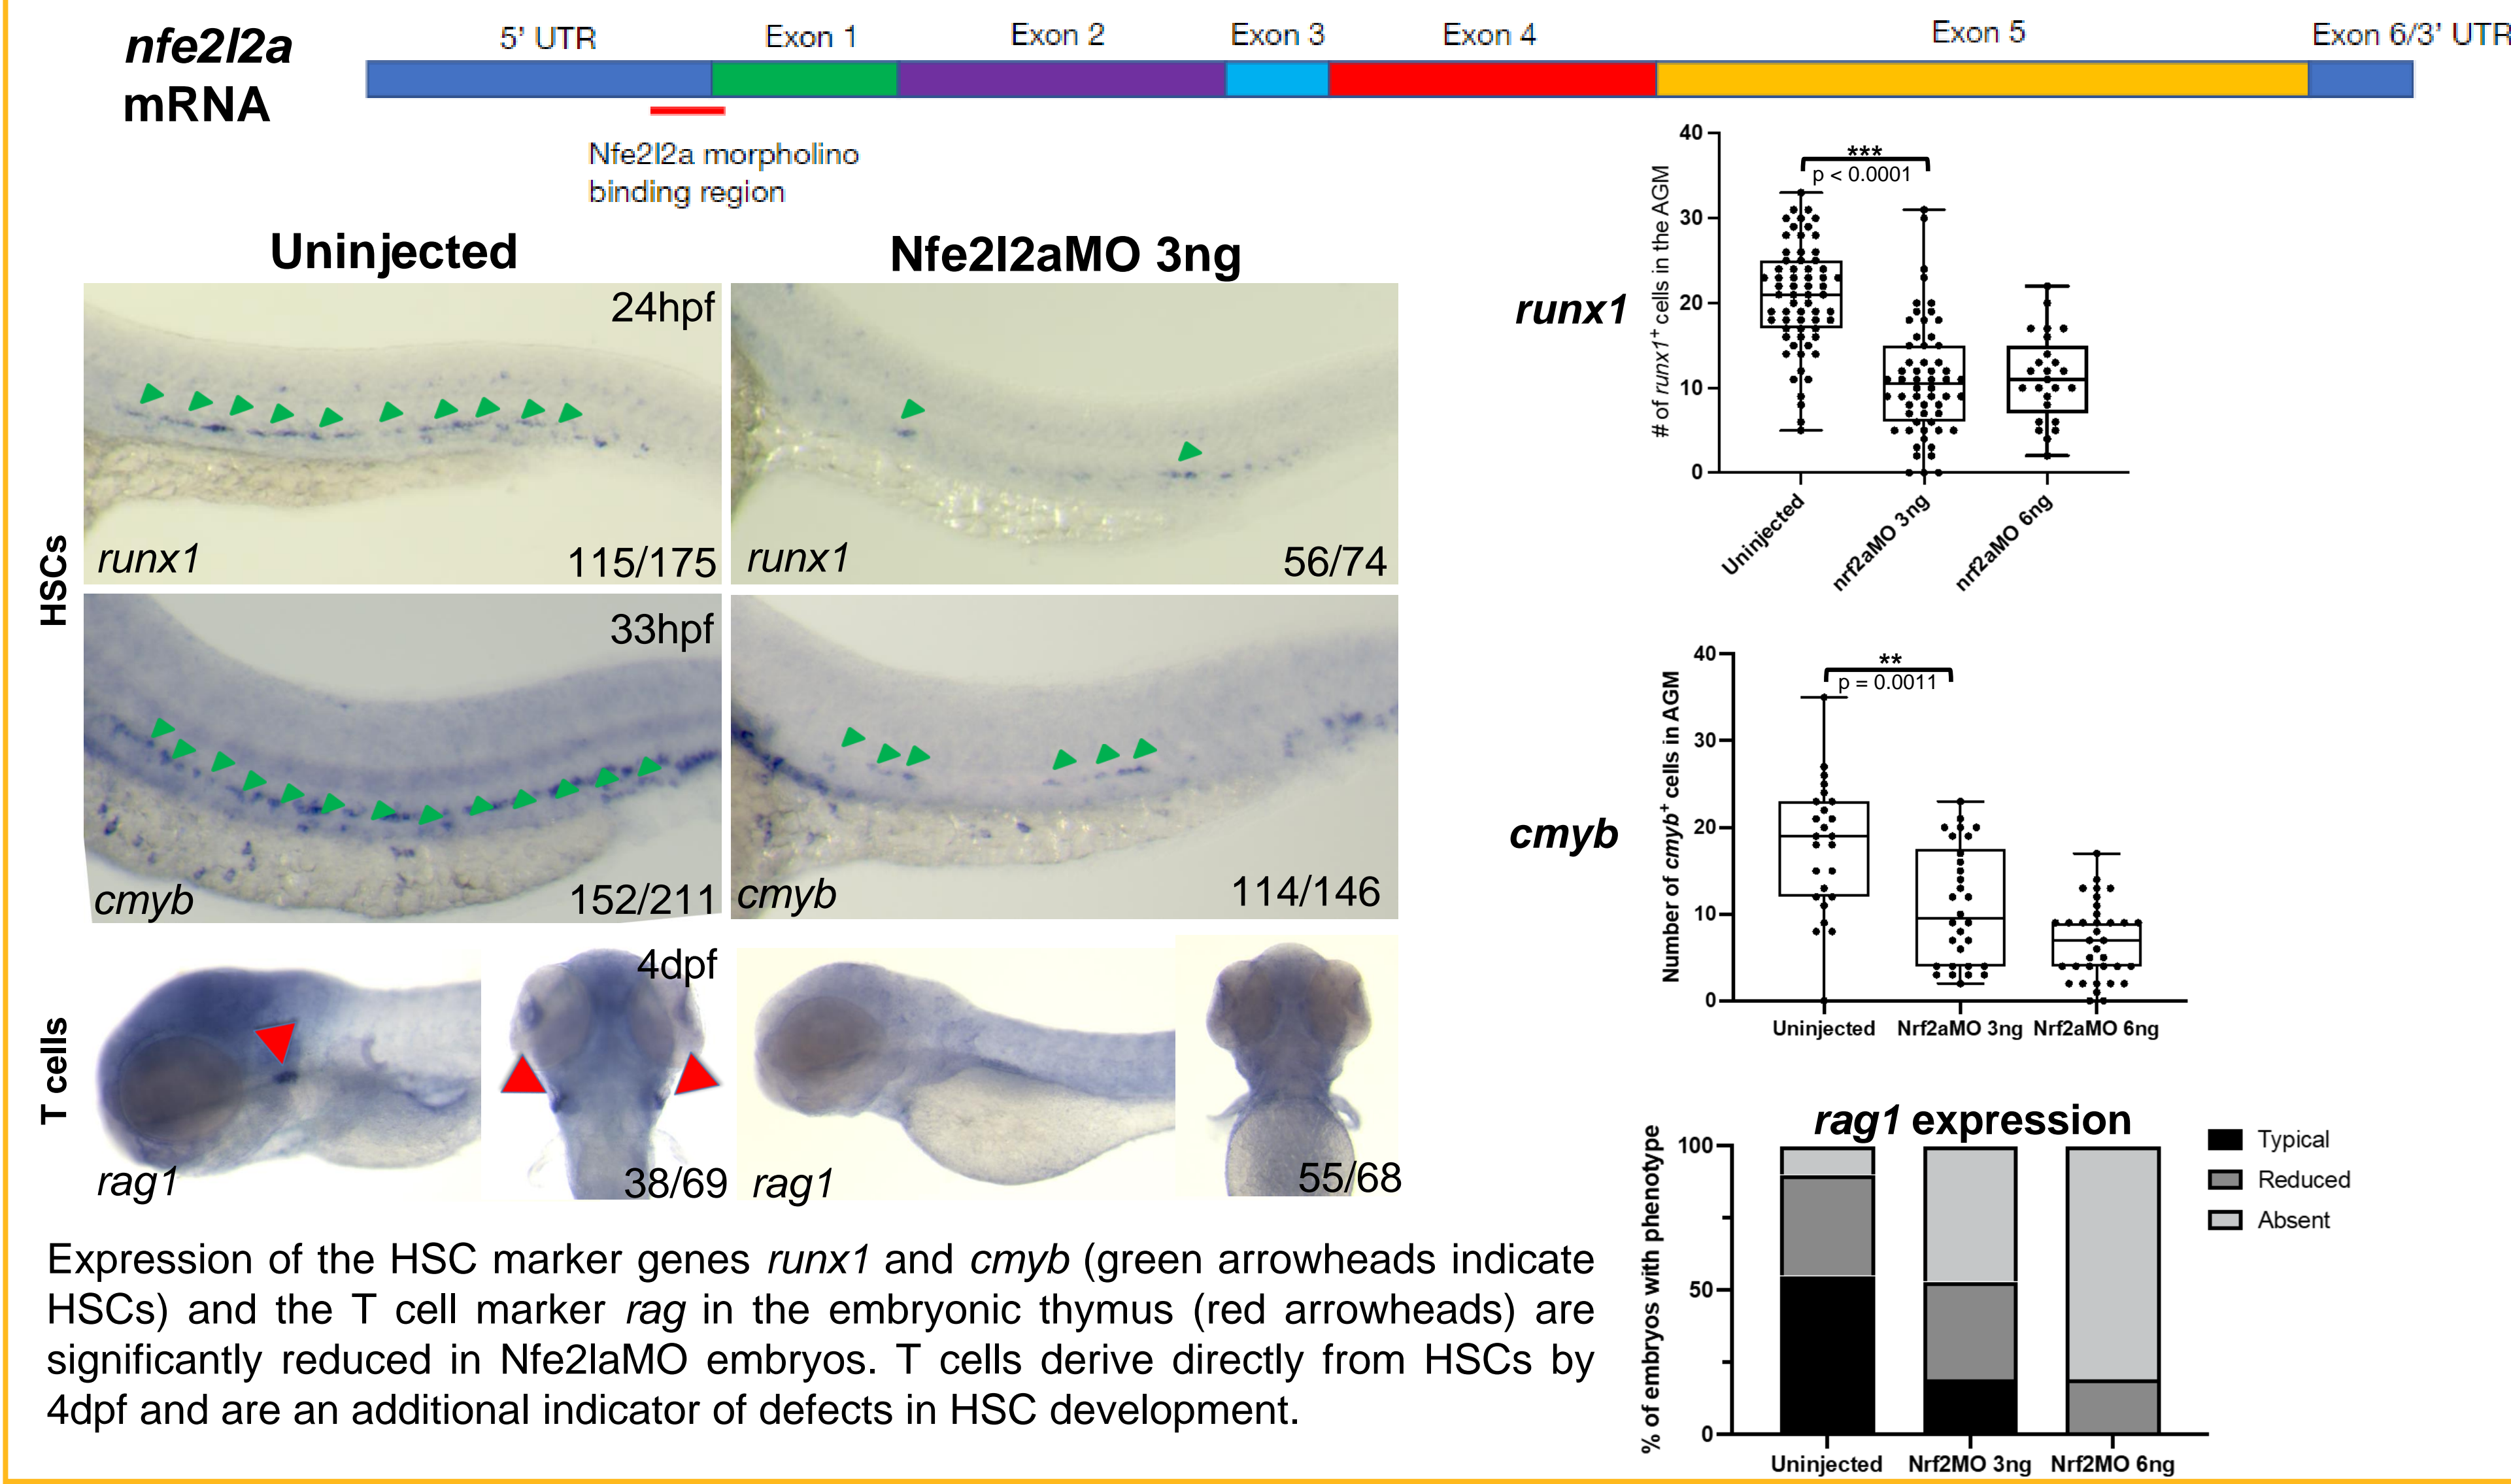 nfe2l2a
mRNA
5' UTR
Exon 1
Exon 2
Exon 3
Exon 4
Exon 5
Exon 6/3' UTR
Nfe2l2a morpholino
binding region
Uninjected
Nfe2l2aMO 3ng
HSCs
24hpf
runx1
115/175
runx1
56/74
33hpf
cmyb
152/211
cmyb
114/146
T cells
4dpf
rag1
38/69
rag1
55/68
runx1
# of runx1+ cells in the AGM
40
30
20
10
0
***
p < 0.0001
Uninjected
nrf2aMO 3ng
nrf2aMO 6ng
cmyb
Number of cmyb+ cells in AGM
40
30
20
10
0
**
p = 0.0011
Uninjected
Nrf2aMO 3ng
Nrf2aMO 6ng
rag1 expression
% of embryos with phenotype
100
50
0
Typical
Reduced
Absent
Uninjected
Nrf2MO 3ng
Nrf2MO 6ng
Expression of the HSC marker genes runx1 and cmyb (green arrowheads indicate
HSCs) and the T cell marker rag in the embryonic thymus (red arrowheads) are
significantly reduced in Nfe2laMO embryos. T cells derive directly from HSCs by
4dpf and are an additional indicator of defects in HSC development.